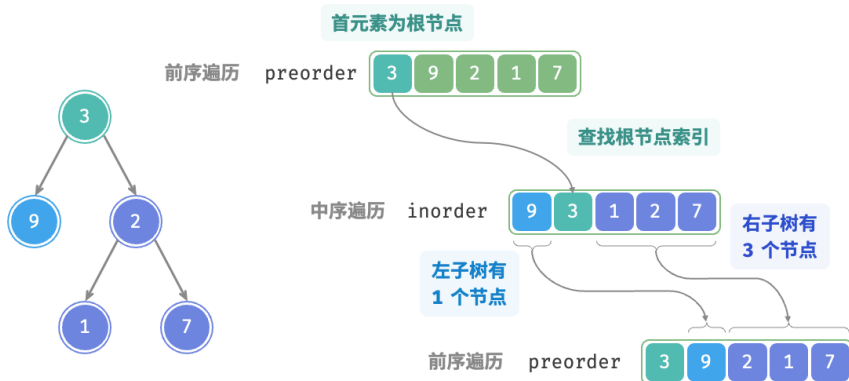 首元素为根节点
前序遍历 preorder 3 9 2 1 7
3
查找根节点索引
9 2
中序遍历 inorder 9 3 1 2 7
右子树有
3 个节点
左子树有
1 个节点
1 7
前序遍历 preorder 3 9 2 1 7